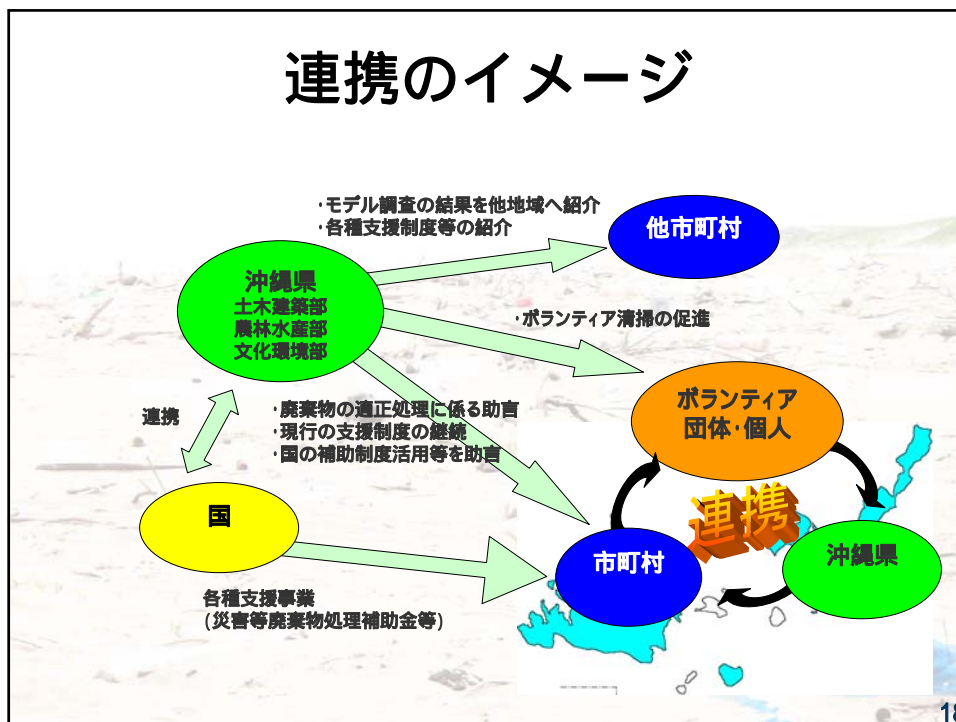 連携のイメージ
・モデル調査の結果を他地域へ紹介
・各種支援制度等の紹介
他市町村
沖縄県
土木建築部
農林水産部
文化環境部
・ボランティア清掃の促進
ボランティア
団体・個人
連携
・廃棄物の適正処理に係る助言
・現行の支援制度の継続
・国の補助制度活用等を助言
国
連携
市町村
沖縄県
各種支援事業
(災害等廃棄物処理補助金等)
18